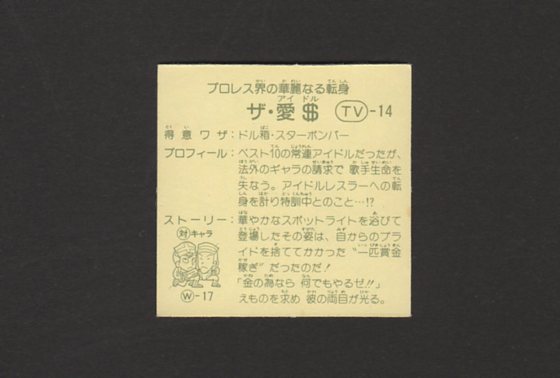 プロレス界の華麗なる転身
ザ・愛$ TV-14
得意ワザ:ドル箱・スターボンバー
プロフィール:ベスト10の常連アイドルだったが、
法外のギャラの請求で 歌手生命を
失なう。アイドルレスラーへの転
身を計り特訓中とのこと…!?
ストーリー:華やかなスポットライトを浴びて
登場したその姿は、自からのプラ
イドを捨ててかかった“一匹賞金
稼ぎ”だったのだ!
「金の為なら 何でもやるぜ!!」
えものを求め 彼の両目が光る。
対キャラ
W-17